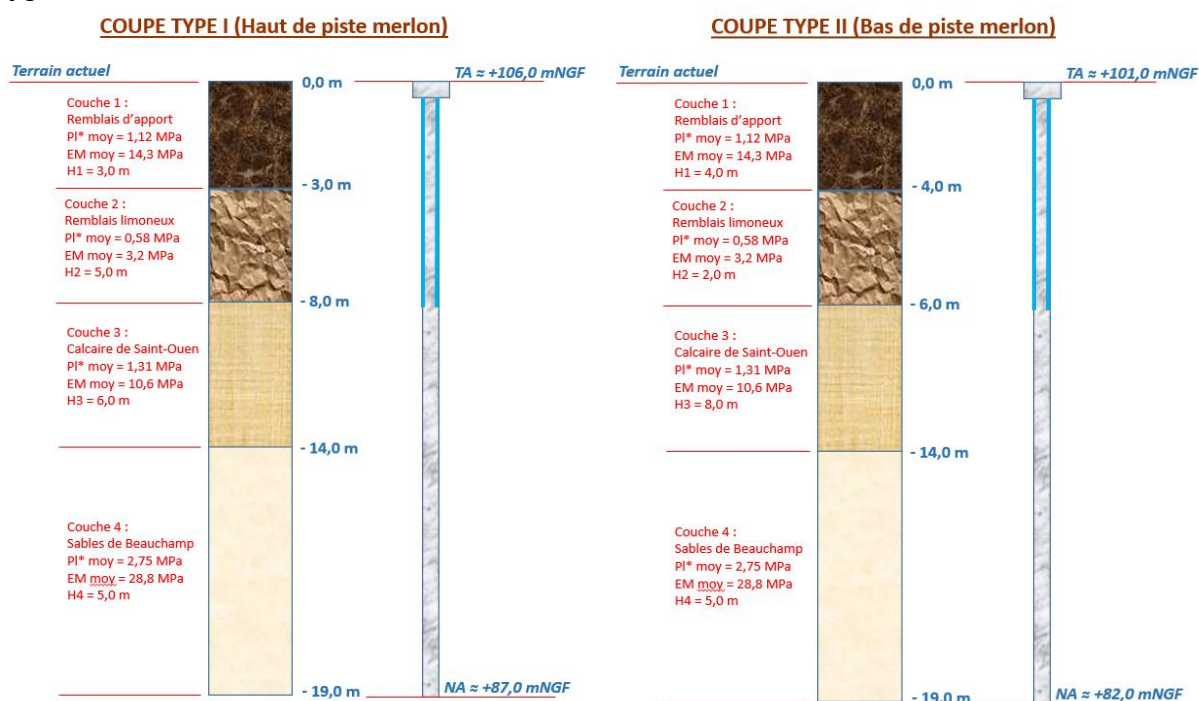 COUPE TYPE I (Haut de piste merlon)
Terrain actuel
0,0 m
TA ≈ +106,0 mNGF
Couche 1 :
Remblais d'apport
Pl* moy = 1,12 MPa
EM moy = 14,3 MPa
H1 = 3,0 m
- 3,0 m
Couche 2 :
Remblais limoneux
Pl* moy = 0,58 MPa
EM moy = 3,2 MPa
H2 = 5,0 m
- 8,0 m
Couche 3 :
Calcaire de Saint-Ouen
Pl* moy = 1,31 MPa
EM moy = 10,6 MPa
H3 = 6,0 m
- 14,0 m
Couche 4 :
Sables de Beauchamp
Pl* moy = 2,75 MPa
EM moy = 28,8 MPa
H4 = 5,0 m
- 19,0 m
NA ≈ +87,0 mNGF
COUPE TYPE II (Bas de piste merlon)
Terrain actuel
0,0 m
TA ≈ +101,0 mNGF
Couche 1 :
Remblais d'apport
Pl* moy = 1,12 MPa
EM moy = 14,3 MPa
H1 = 4,0 m
- 4,0 m
Couche 2 :
Remblais limoneux
Pl* moy = 0,58 MPa
EM moy = 3,2 MPa
H2 = 2,0 m
- 6,0 m
Couche 3 :
Calcaire de Saint-Ouen
Pl* moy = 1,31 MPa
EM moy = 10,6 MPa
H3 = 8,0 m
- 14,0 m
Couche 4 :
Sables de Beauchamp
Pl* moy = 2,75 MPa
EM moy = 28,8 MPa
H4 = 5,0 m
- 19,0 m
NA ≈ +82,0 mNGF